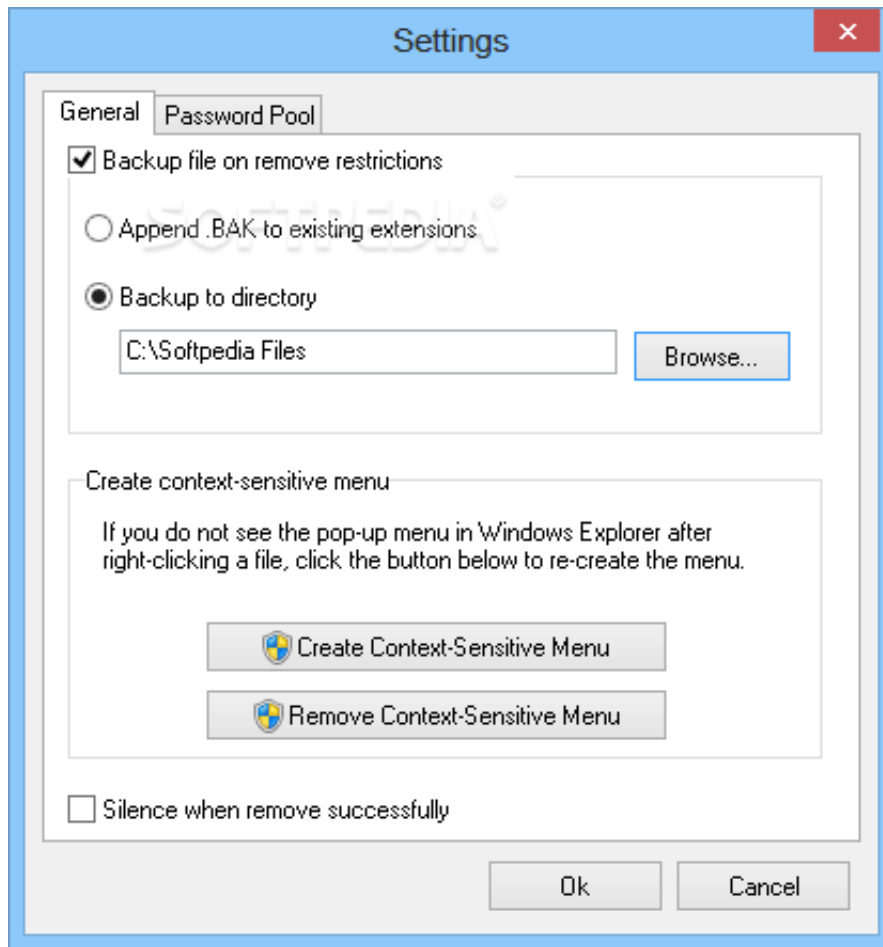 Settings
General
Password Pool
Backup file on remove restrictions
SOFTPEDIA®
Append .BAK to existing extensions
Backup to directory
C:\Softpedia Files
Browse...
Create context-sensitive menu
If you do not see the pop-up menu in Windows Explorer after
right-clicking a file, click the button below to re-create the menu.
Create Context-Sensitive Menu
Remove Context-Sensitive Menu
Silence when remove successfully
Ok
Cancel